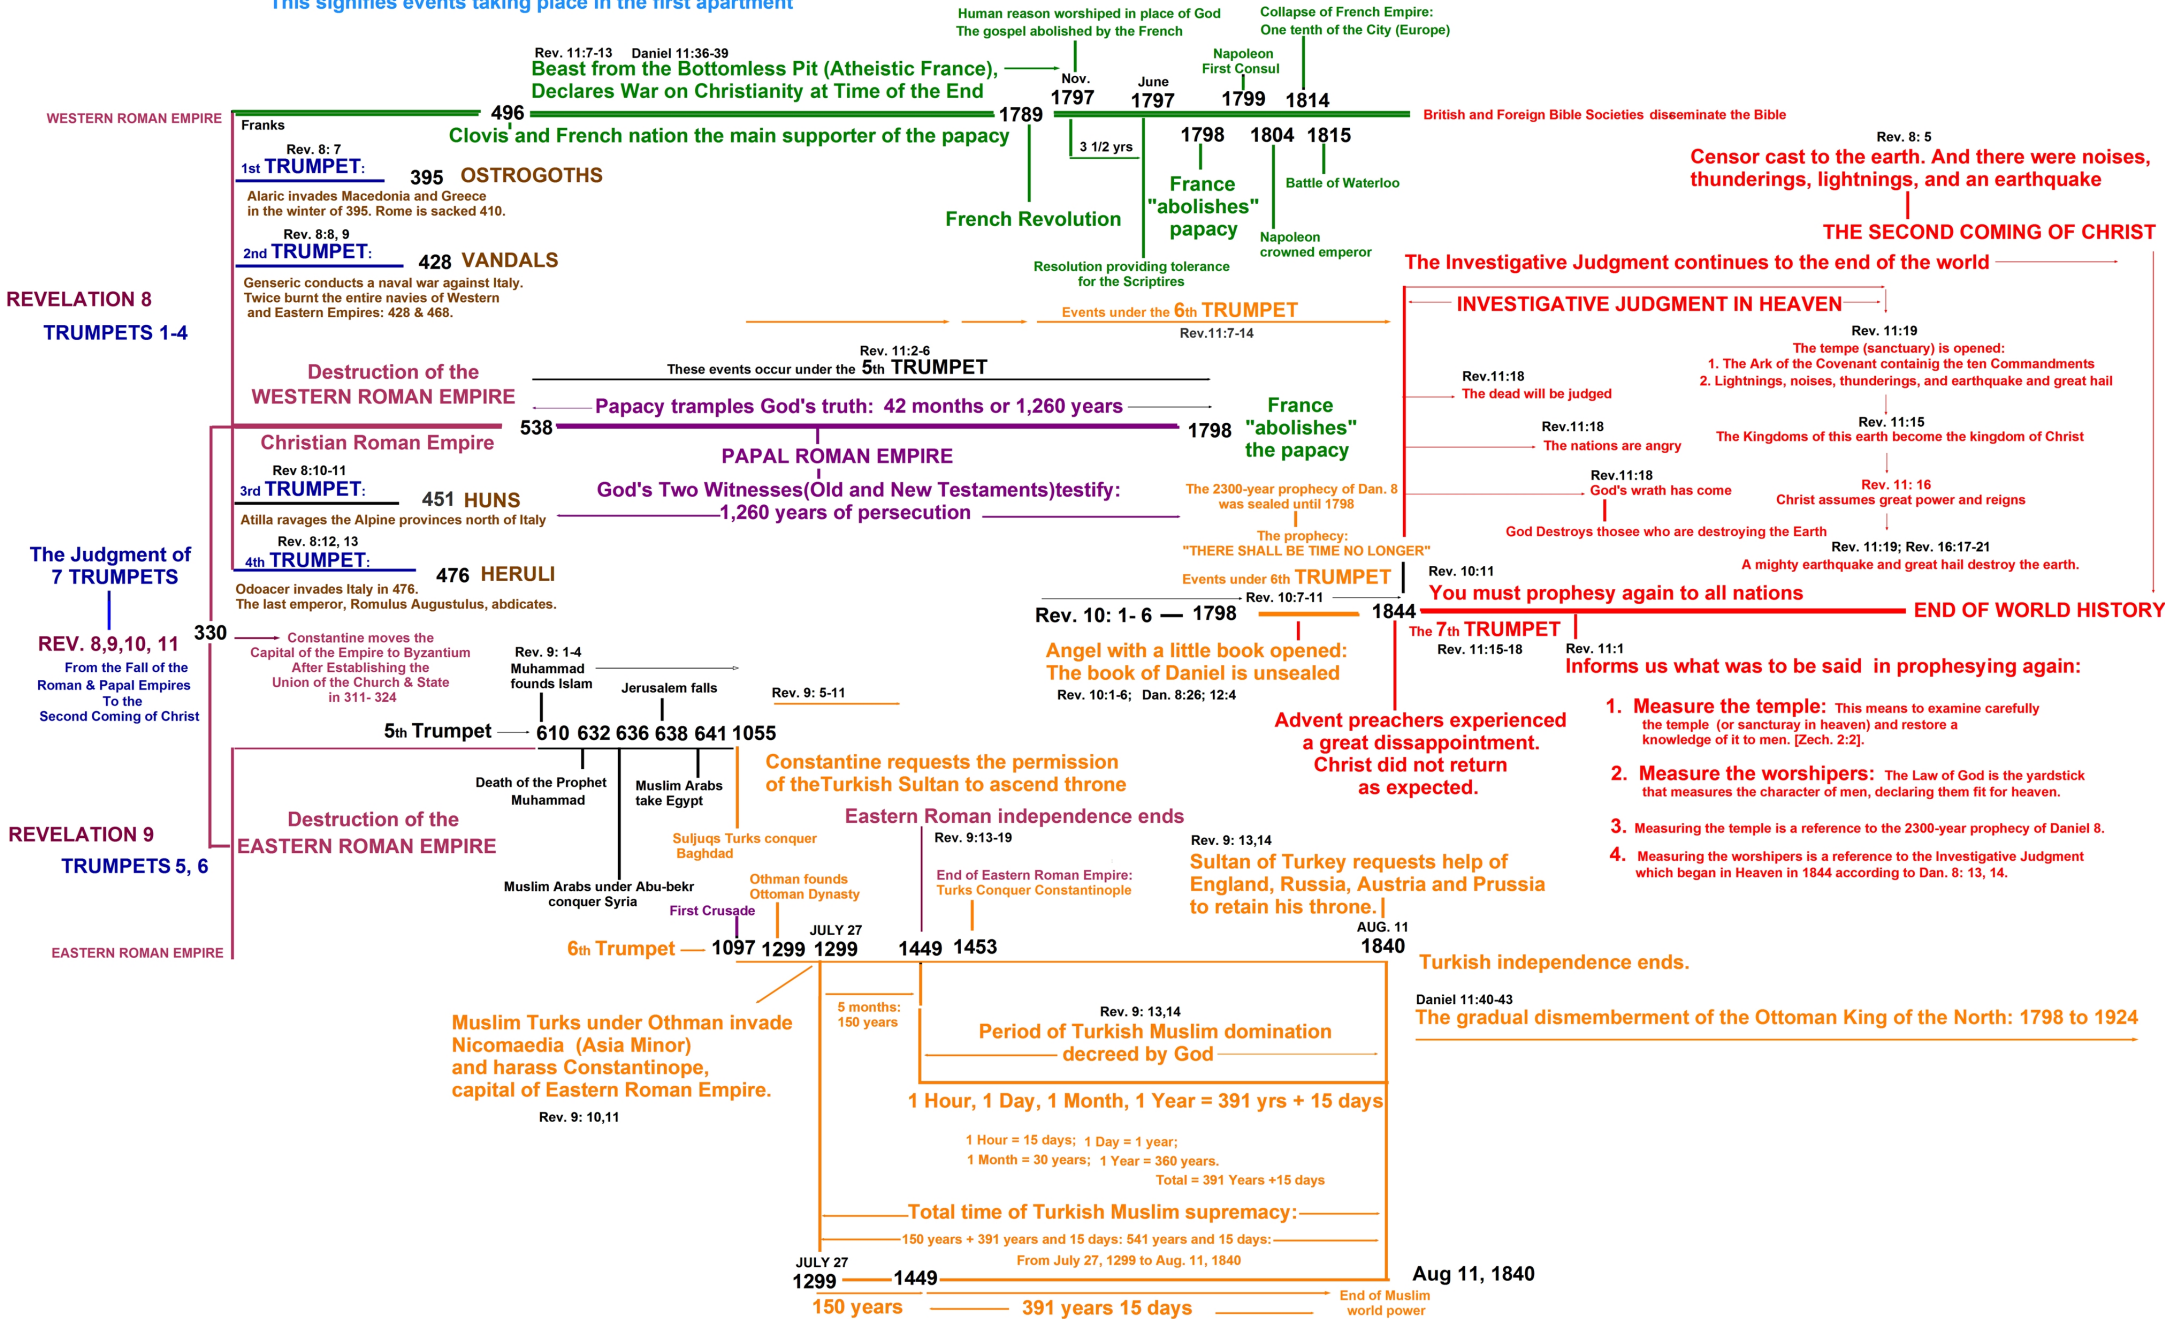 This signifies events taking place in the first apartment
Human reason worshiped in place of God
The gospel abolished by the French
Collapse of French Empire:
One tenth of the City (Europe)
Rev. 11:7-13 Daniel 11:36-39
Beast from the Bottomless Pit (Atheistic France),
Declares War on Christianity at Time of the End
Nov.
1797
June
1797
Napoleon
First Consul
1799
1814
WESTERN ROMAN EMPIRE
496
1789
British and Foreign Bible Societies disseminate the Bible
Franks
Clovis and French nation the main supporter of the papacy
3 1/2 yrs
1798
1804
1815
France
"abolishes"
papacy
Battle of Waterloo
French Revolution
Napoleon
crowned emperor
Resolution providing tolerance
for the Scriptires
Rev. 8: 5
Censor cast to the earth. And there were noises,
thunderings, lightnings, and an earthquake
THE SECOND COMING OF CHRIST
The Investigative Judgment continues to the end of the world
Rev. 8: 7
1st TRUMPET:
395 OSTROGOTHS
Alaric invades Macedonia and Greece
in the winter of 395. Rome is sacked 410.
Rev. 8:8, 9
2nd TRUMPET:
428 VANDALS
Genseric conducts a naval war against Italy.
Twice burnt the entire navies of Western
and Eastern Empires: 428 & 468.
REVELATION 8
TRUMPETS 1-4
Events under the 6th TRUMPET
Rev.11:7-14
INVESTIGATIVE JUDGMENT IN HEAVEN
Rev. 11:2-6
These events occur under the 5th TRUMPET
Destruction of the
WESTERN ROMAN EMPIRE
Papacy tramples God's truth: 42 months or 1,260 years
538
1798
France
"abolishes"
the papacy
Christian Roman Empire
PAPAL ROMAN EMPIRE
God's Two Witnesses(Old and New Testaments)testify:
1,260 years of persecution
Rev.11:18
The dead will be judged
Rev.11:18
The nations are angry
Rev.11:18
God's wrath has come
God Destroys thosee who are destroying the Earth
Rev. 11:19
The tempe (sanctuary) is opened:
1. The Ark of the Covenant containig the ten Commandments
2. Lightnings, noises, thunderings, and earthquake and great hail
Rev. 11:15
The Kingdoms of this earth become the kingdom of Christ
Rev. 11: 16
Christ assumes great power and reigns
Rev. 11:19; Rev. 16:17-21
A mighty earthquake and great hail destroy the earth.
Rev 8:10-11
3rd TRUMPET:
451 HUNS
Atilla ravages the Alpine provinces north of Italy
Rev. 8:12, 13
4th TRUMPET:
476 HERULI
Odoacer invades Italy in 476.
The last emperor, Romulus Augustulus, abdicates.
The 2300-year prophecy of Dan. 8
was sealed until 1798
The prophecy:
"THERE SHALL BE TIME NO LONGER"
Events under 6th TRUMPET
Rev. 10:7-11
Rev. 10: 1- 6 — 1798
1844
Rev. 10:11
You must prophesy again to all nations
END OF WORLD HISTORY
The 7th TRUMPET
Rev. 11:15-18
Rev. 11:1
Informs us what was to be said in prophesying again:
Angel with a little book opened:
The book of Daniel is unsealed
Rev. 10:1-6; Dan. 8:26; 12:4
Advent preachers experienced
a great dissappointment.
Christ did not return
as expected.
1. Measure the temple: This means to examine carefully
the temple (or sancturay in heaven) and restore a
knowledge of it to men. [Zech. 2:2].
2. Measure the worshipers: The Law of God is the yardstick
that measures the character of men, declaring them fit for heaven.
3. Measuring the temple is a reference to the 2300-year prophecy of Daniel 8.
4. Measuring the worshipers is a reference to the Investigative Judgment
which began in Heaven in 1844 according to Dan. 8: 13, 14.
The Judgment of
7 TRUMPETS
REV. 8,9,10, 11
From the Fall of the
Roman & Papal Empires
To the
Second Coming of Christ
330
Constantine moves the
Capital of the Empire to Byzantium
After Establishing the
Union of the Church & State
in 311- 324
Rev. 9: 1-4
Muhammad
founds Islam
Jerusalem falls
Rev. 9: 5-11
5th Trumpet
610 632 636 638 641 1055
Death of the Prophet
Muhammad
Muslim Arabs
take Egypt
Constantine requests the permission
of theTurkish Sultan to ascend throne
Suljuqs Turks conquer
Baghdad
Muslim Arabs under Abu-bekr
conquer Syria
REVELATION 9
TRUMPETS 5, 6
Destruction of the
EASTERN ROMAN EMPIRE
EASTERN ROMAN EMPIRE
Eastern Roman independence ends
Rev. 9:13-19
End of Eastern Roman Empire:
Turks Conquer Constantinople
Othman founds
Ottoman Dynasty
First Crusade
Rev. 9: 13,14
Sultan of Turkey requests help of
England, Russia, Austria and Prussia
to retain his throne.
6th Trumpet
1097
1299
JULY 27
1299
1449
1453
AUG. 11
1840
Turkish independence ends.
Daniel 11:40-43
The gradual dismemberment of the Ottoman King of the North: 1798 to 1924
Muslim Turks under Othman invade
Nicomaedia (Asia Minor)
and harass Constantinope,
capital of Eastern Roman Empire.
Rev. 9: 10,11
5 months:
150 years
Rev. 9: 13,14
Period of Turkish Muslim domination
decreed by God
1 Hour, 1 Day, 1 Month, 1 Year = 391 yrs + 15 days
1 Hour = 15 days; 1 Day = 1 year;
1 Month = 30 years; 1 Year = 360 years.
Total = 391 Years +15 days
Total time of Turkish Muslim supremacy:
150 years + 391 years and 15 days: 541 years and 15 days:
From July 27, 1299 to Aug. 11, 1840
JULY 27
1299
1449
Aug 11, 1840
150 years
391 years 15 days
End of Muslim
world power